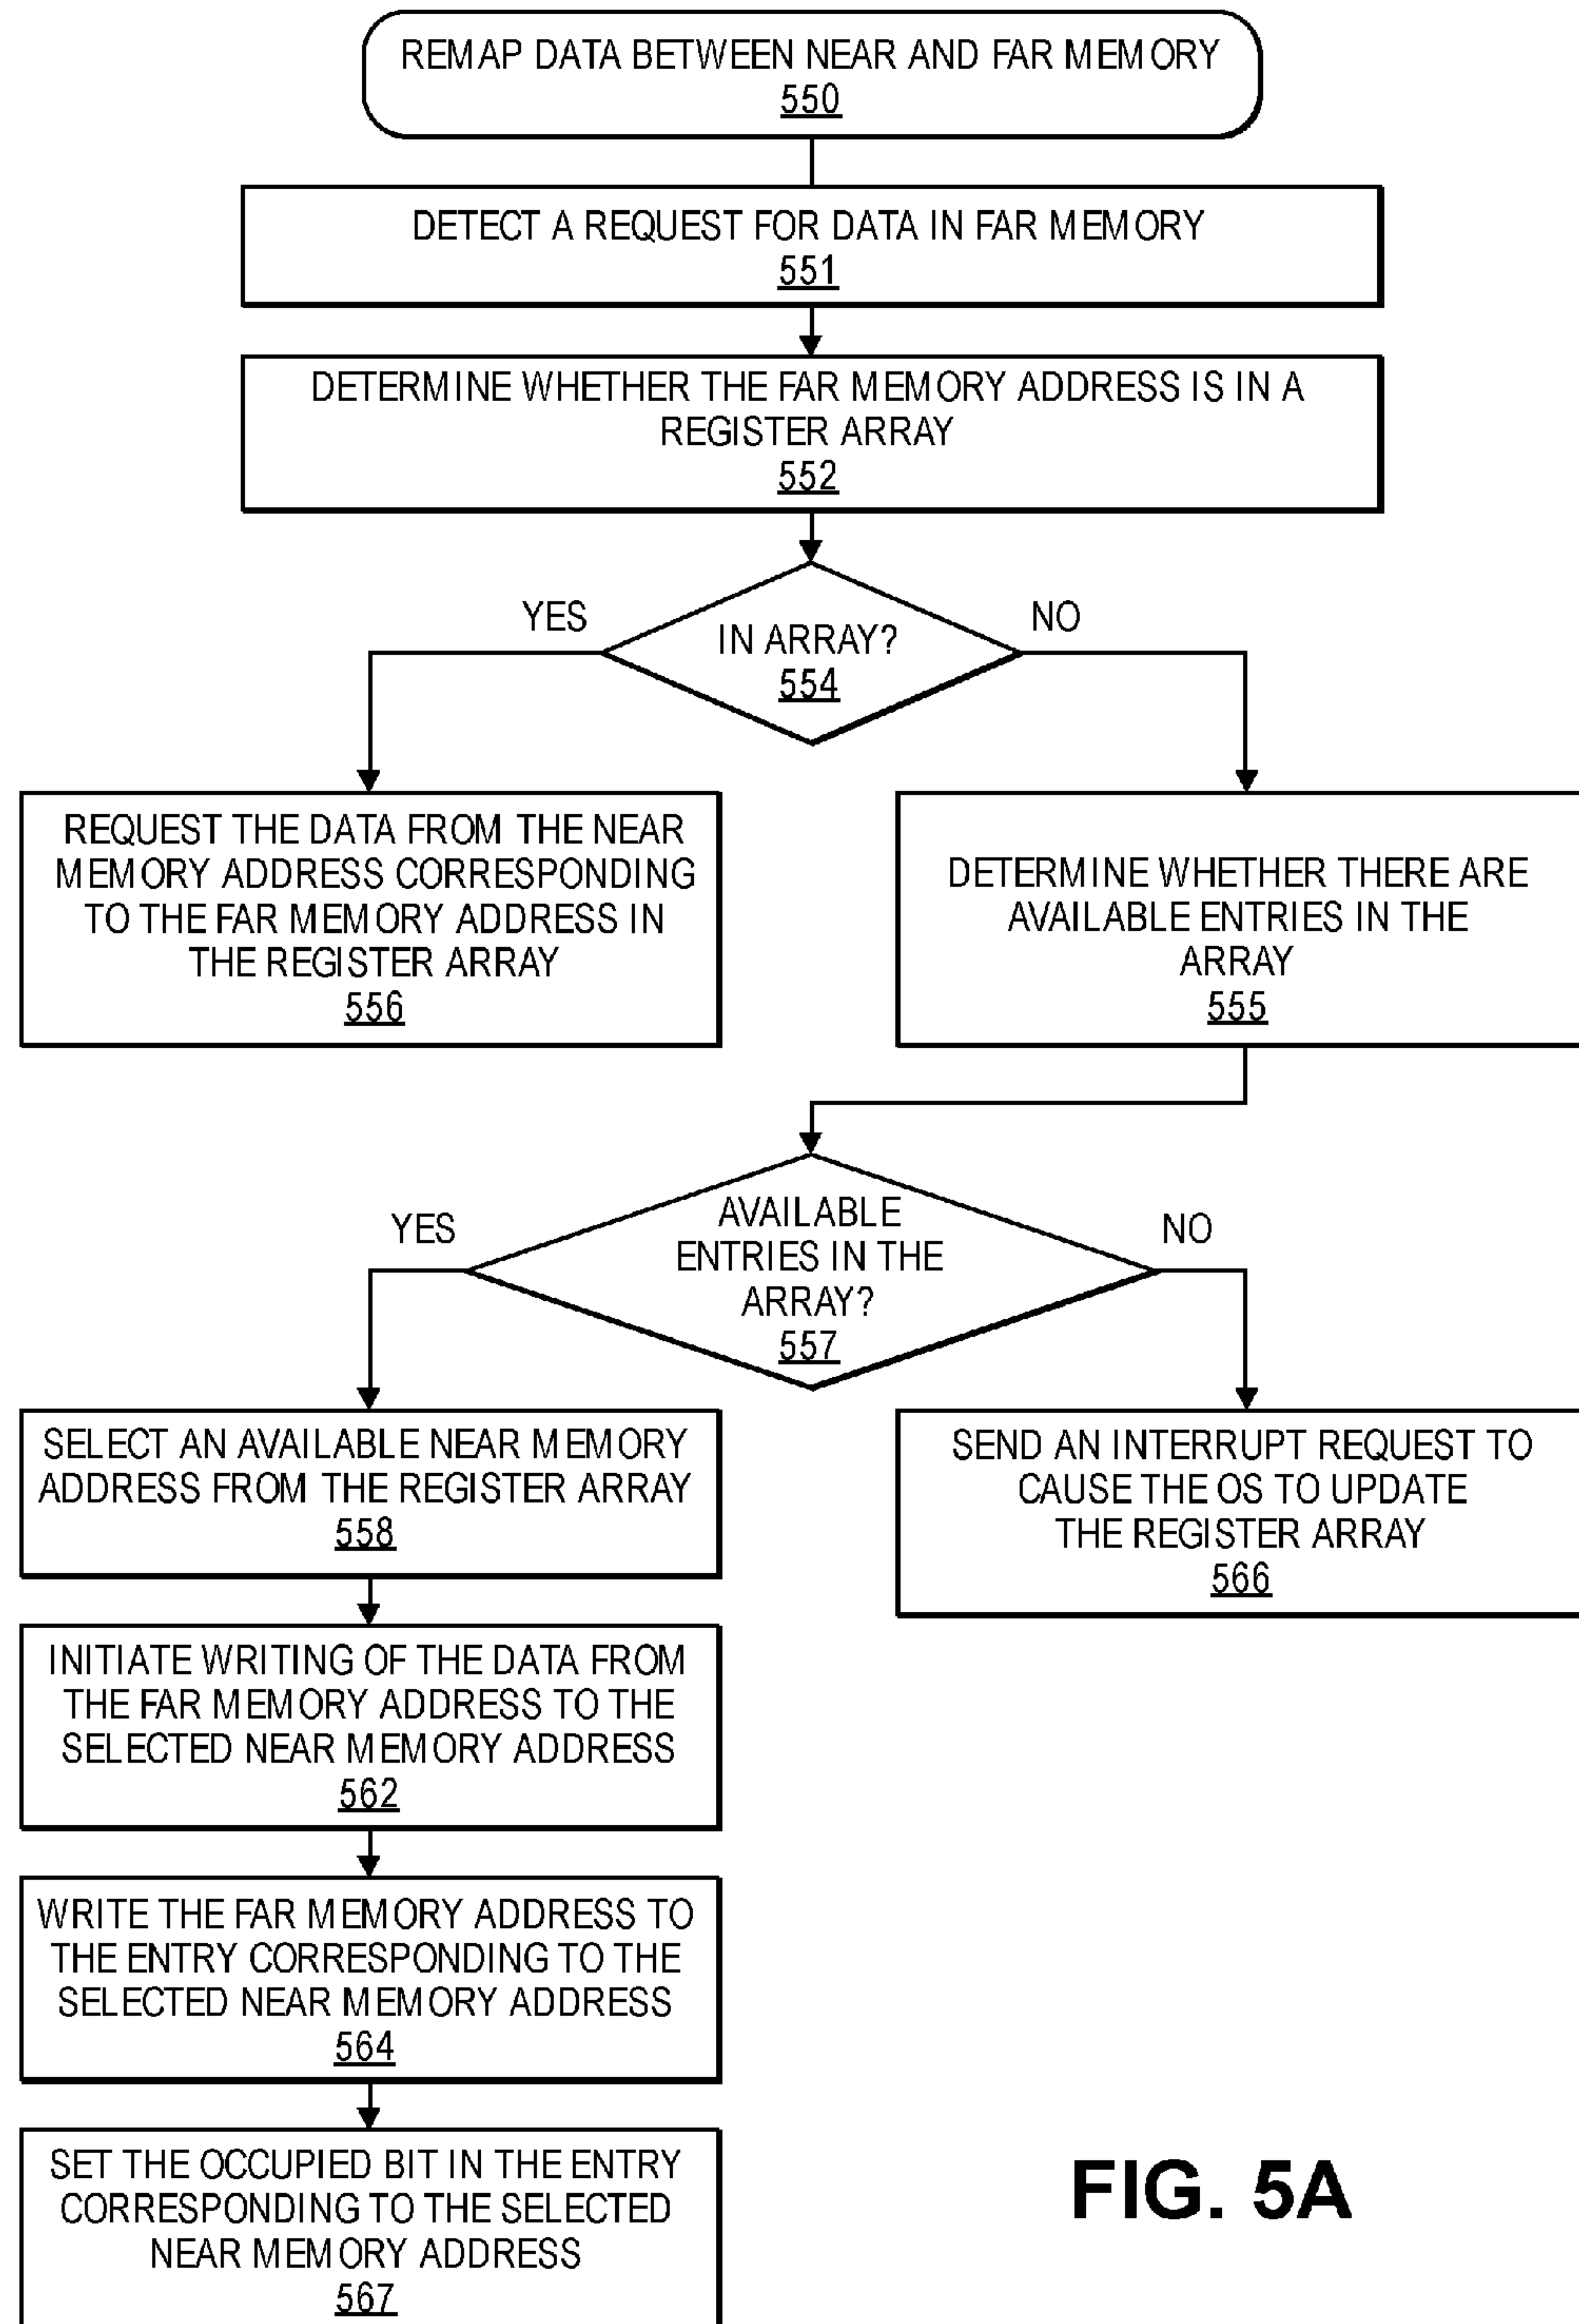 REMAP DATA BETWEEN NEAR AND FAR MEMORY
550
DETECT A REQUEST FOR DATA IN FAR MEMORY
551
DETERMINE WHETHER THE FAR MEMORY ADDRESS IS IN A
REGISTER ARRAY
552
YES
IN ARRAY?
554
NO
REQUEST THE DATA FROM THE NEAR
MEMORY ADDRESS CORRESPONDING
TO THE FAR MEMORY ADDRESS IN
THE REGISTER ARRAY
556
DETERMINE WHETHER THERE ARE
AVAILABLE ENTRIES IN THE
ARRAY
555
YES
AVAILABLE
ENTRIES IN THE
ARRAY?
557
NO
SELECT AN AVAILABLE NEAR MEMORY
ADDRESS FROM THE REGISTER ARRAY
558
SEND AN INTERRUPT REQUEST TO
CAUSE THE OS TO UPDATE
THE REGISTER ARRAY
566
INITIATE WRITING OF THE DATA FROM
THE FAR MEMORY ADDRESS TO THE
SELECTED NEAR MEMORY ADDRESS
562
WRITE THE FAR MEMORY ADDRESS TO
THE ENTRY CORRESPONDING TO THE
SELECTED NEAR MEMORY ADDRESS
564
SET THE OCCUPIED BIT IN THE ENTRY
CORRESPONDING TO THE SELECTED
NEAR MEMORY ADDRESS
567
FIG. 5A